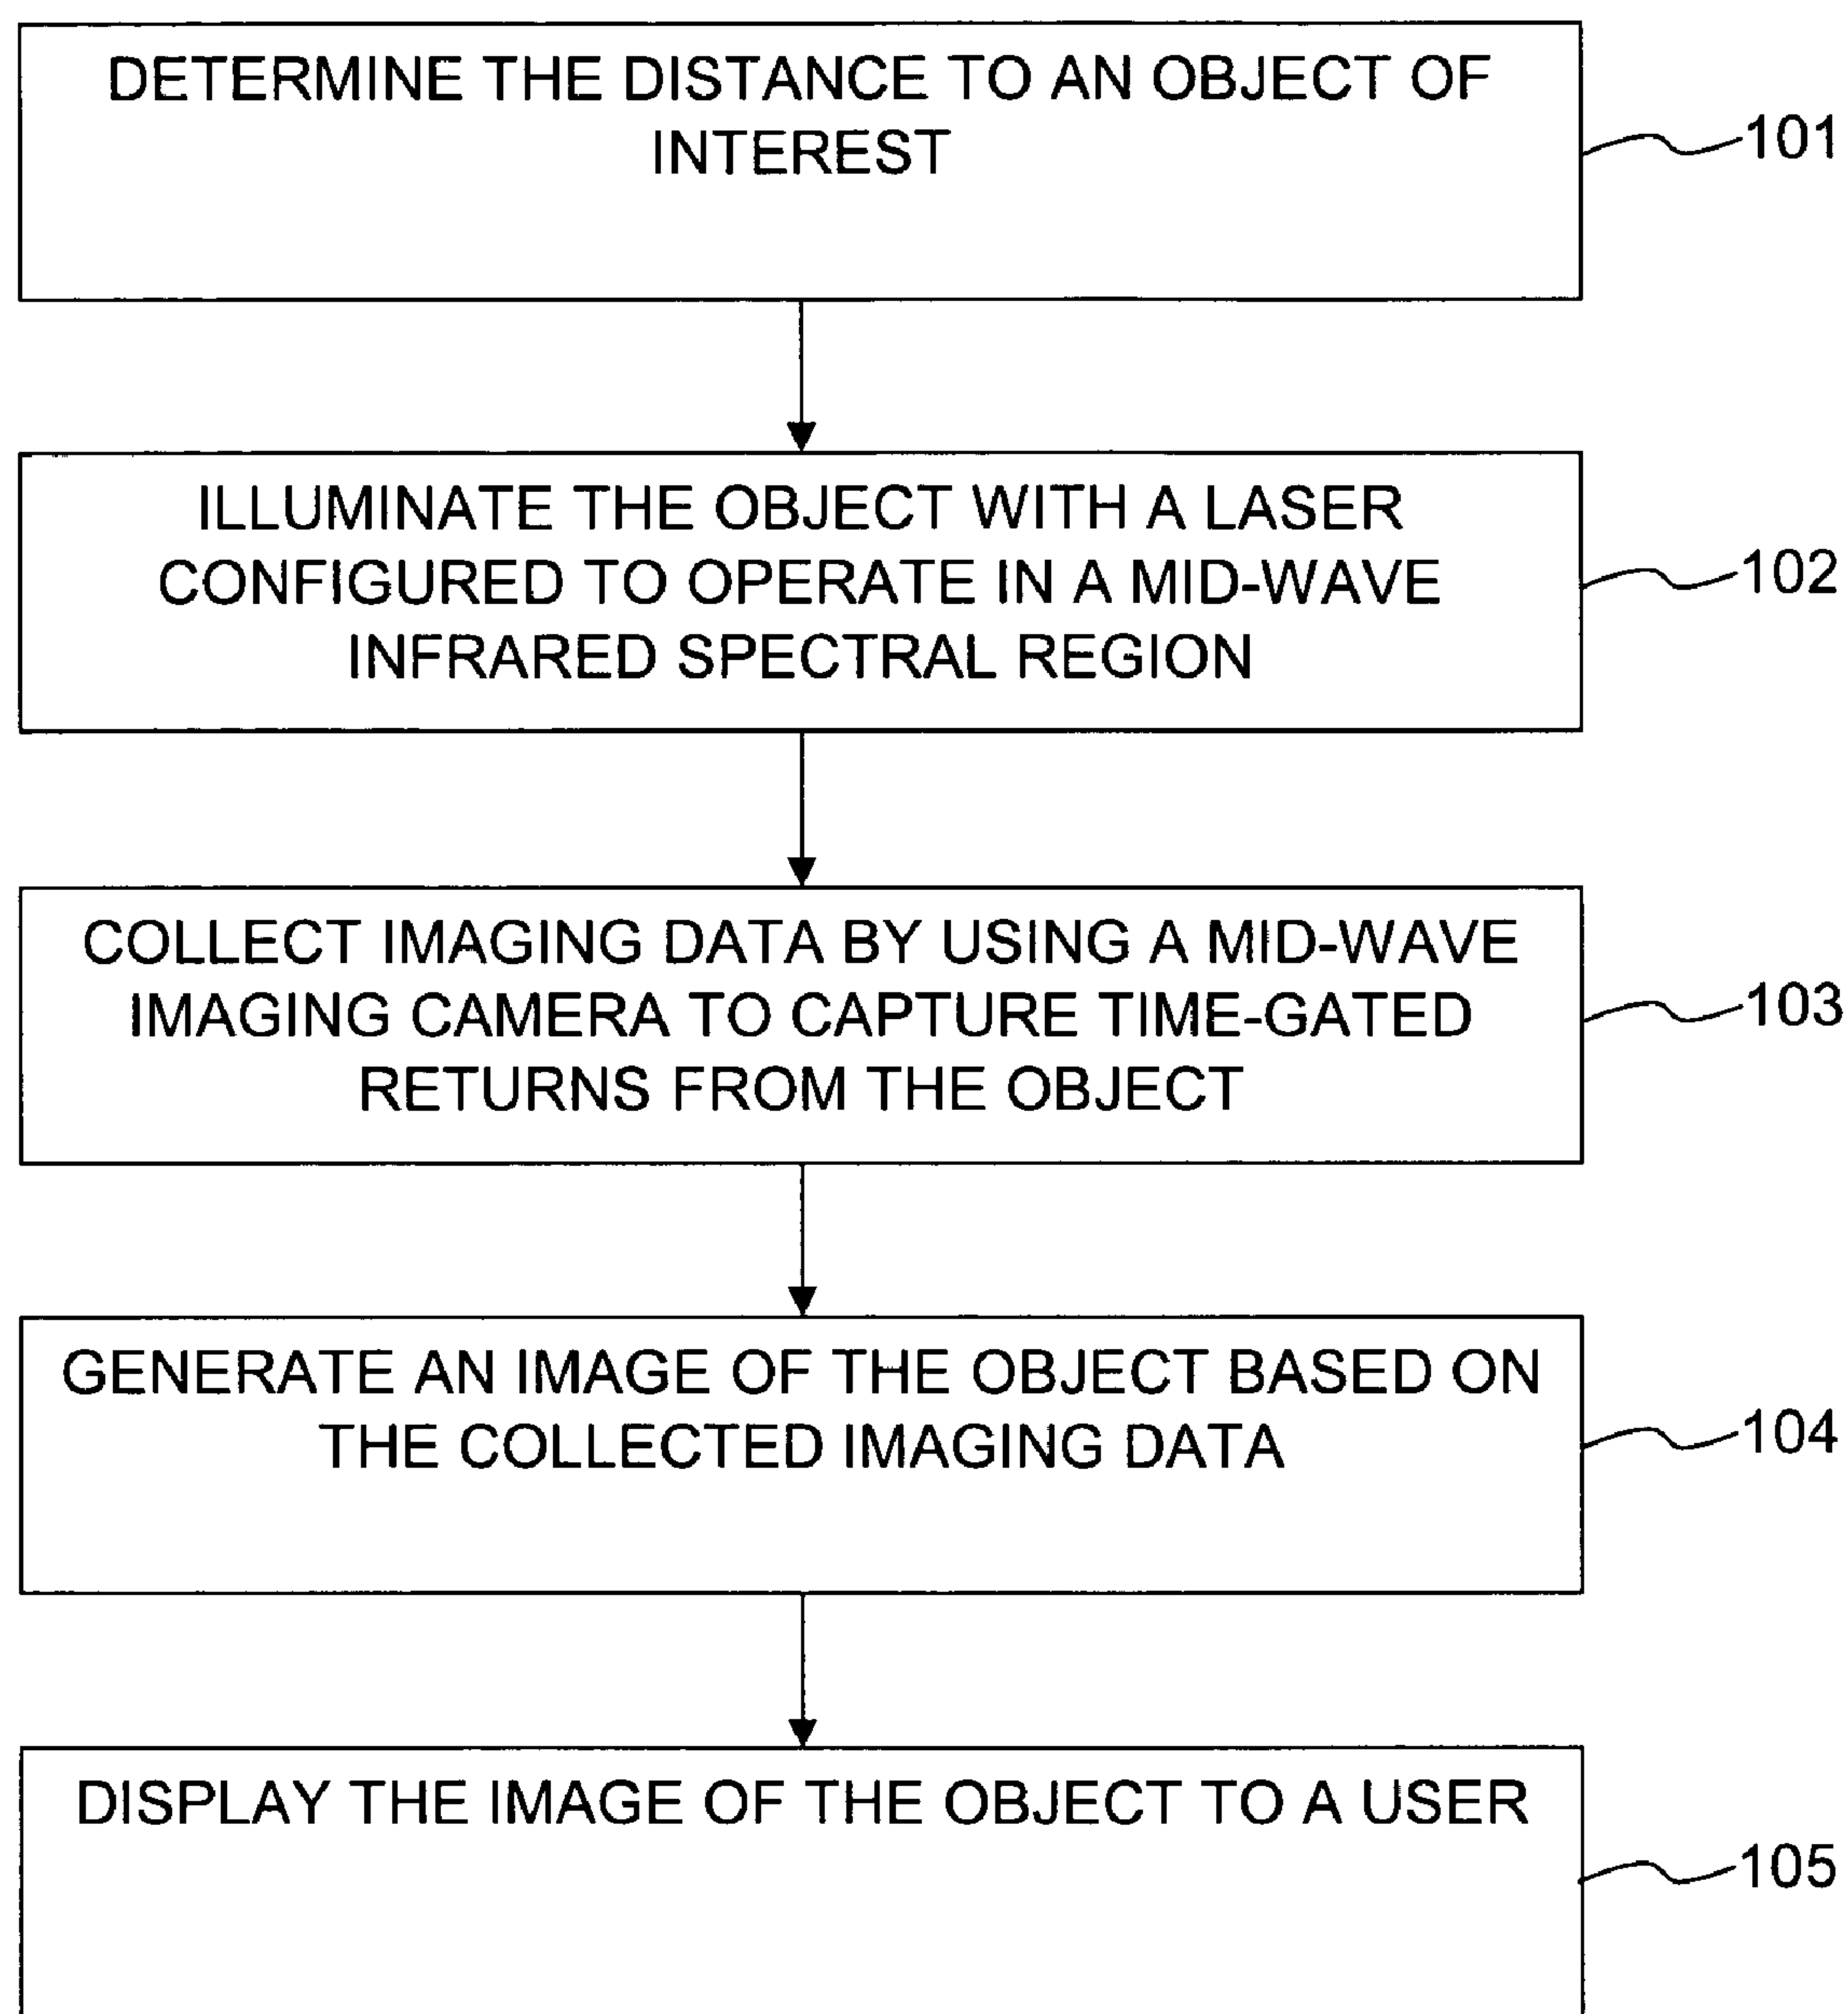 DETERMINE THE DISTANCE TO AN OBJECT OF
INTEREST
101
ILLUMINATE THE OBJECT WITH A LASER
CONFIGURED TO OPERATE IN A MID-WAVE
INFRARED SPECTRAL REGION
102
COLLECT IMAGING DATA BY USING A MID-WAVE
IMAGING CAMERA TO CAPTURE TIME-GATED
RETURNS FROM THE OBJECT
103
GENERATE AN IMAGE OF THE OBJECT BASED ON
THE COLLECTED IMAGING DATA
104
DISPLAY THE IMAGE OF THE OBJECT TO A USER
105